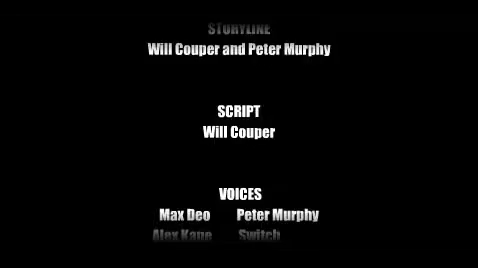 STORYLINE
Will Couper and Peter Murphy
SCRIPT
Will Couper
VOICES
Max Deo Peter Murphy
Alex Kane Switch